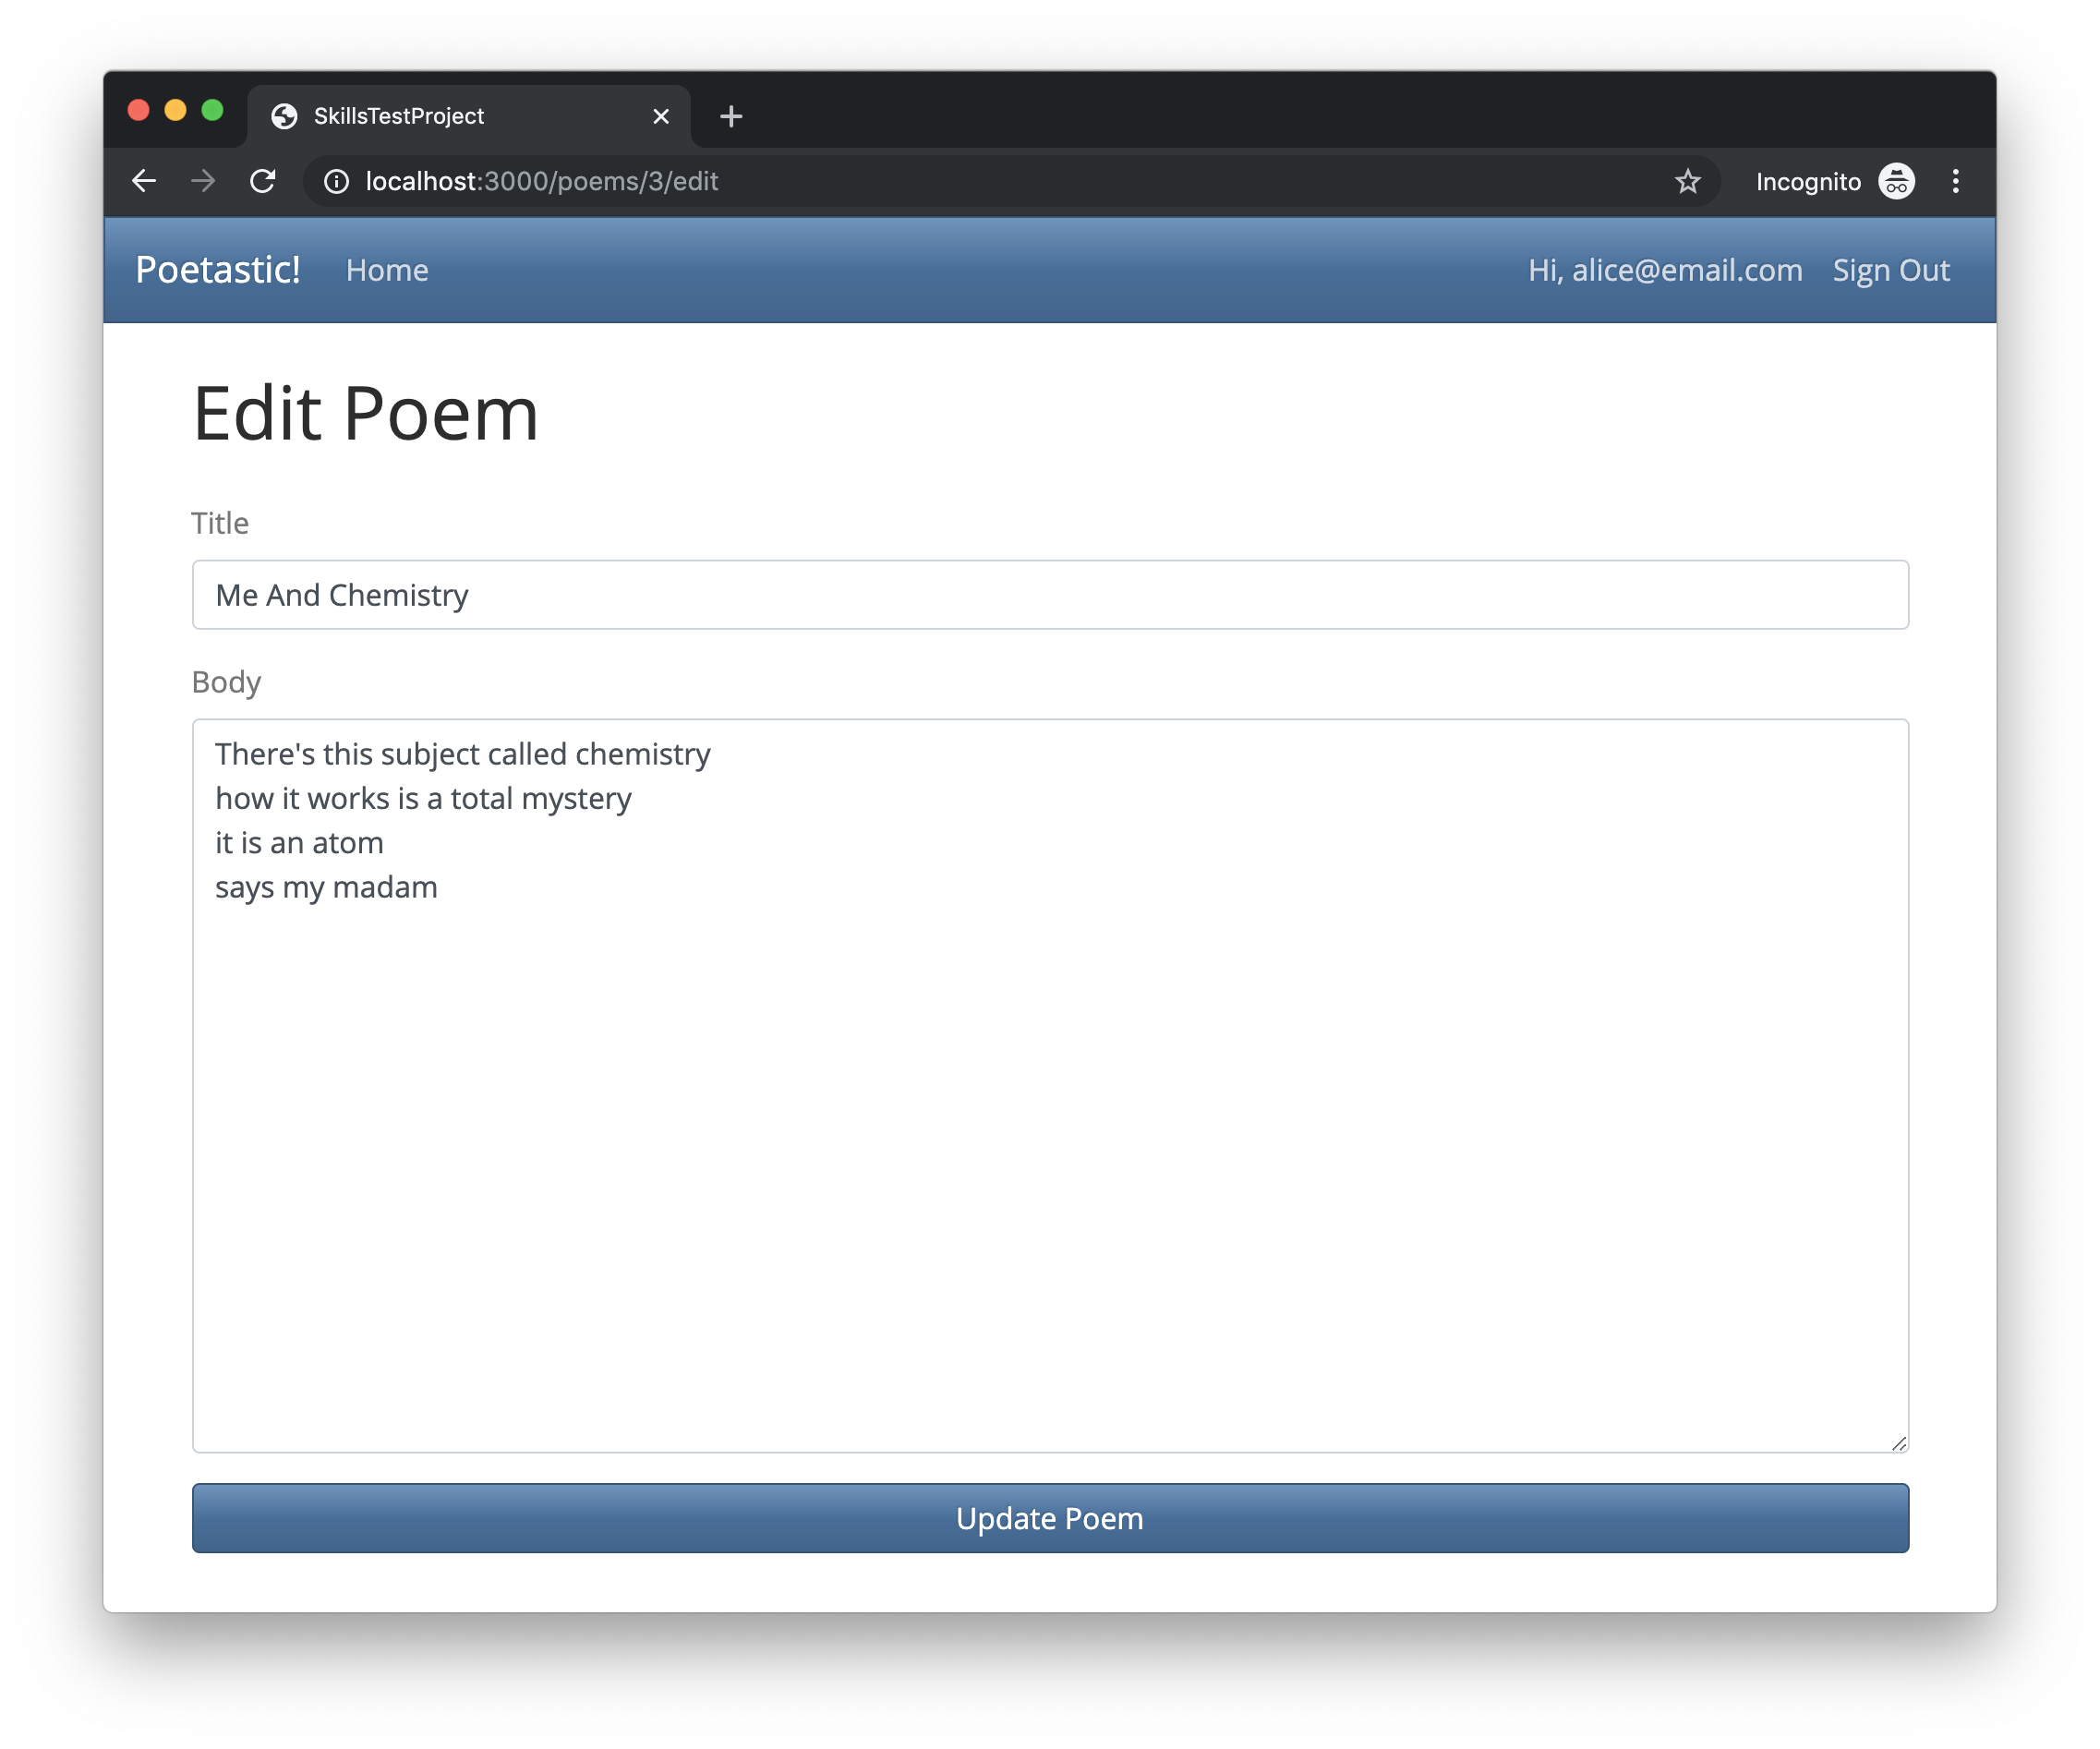 SkillsTestProject
localhost:3000/poems/3/edit
Incognito
Poetastic! Home Hi, alice@email.com Sign Out
Edit Poem
Title
Me And Chemistry
Body
There's this subject called chemistry
how it works is a total mystery
it is an atom
says my madam
Update Poem